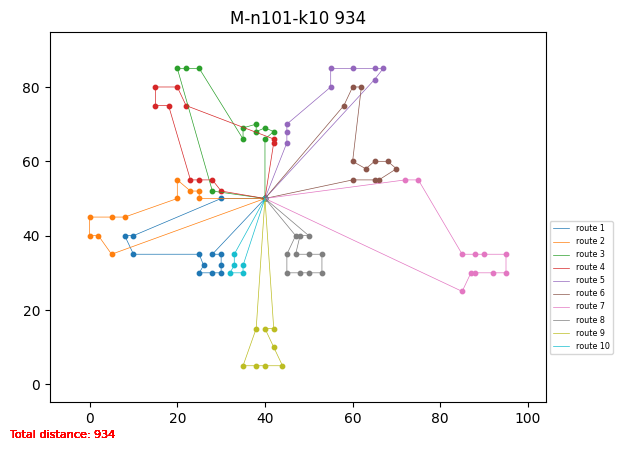 M-n101-k10 934
80
60
40
20
0
0 20 40 60 80 100
route 1
route 2
route 3
route 4
route 5
route 6
route 7
route 8
route 9
route 10
Total distance: 934